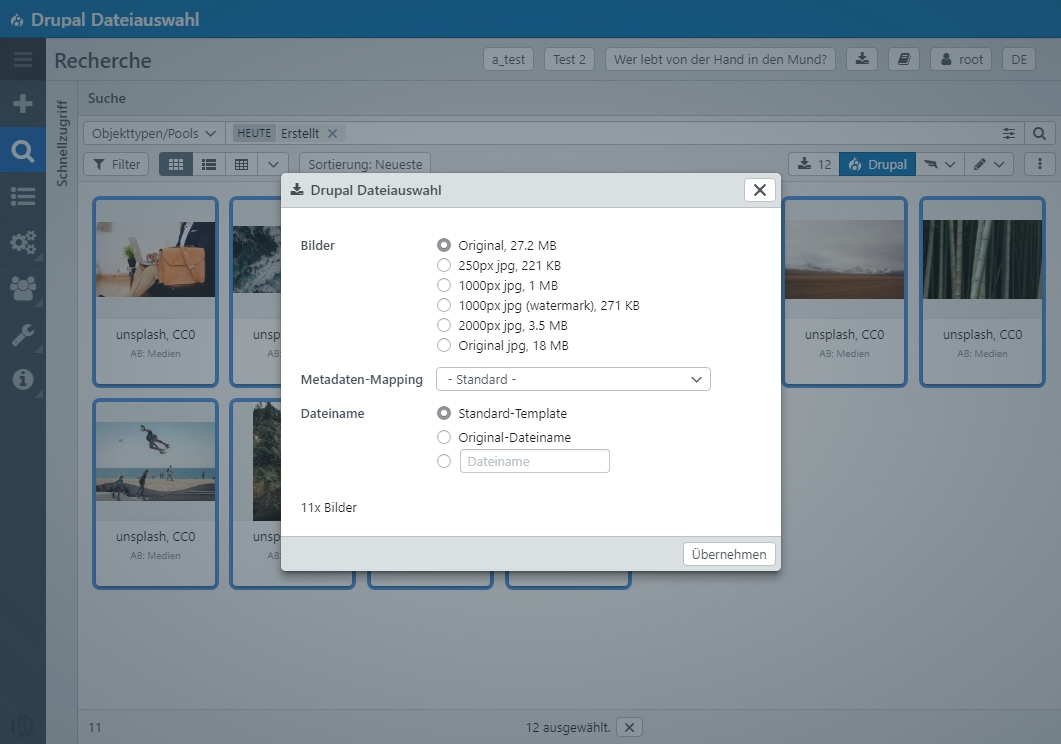 Drupal Dateiauswahl
Recherche
a_test
Test 2
Wer lebt von der Hand in den Mund?
root
DE
Schnellzugriff
Suche
Objekttypen/Pools
HEUTE Erstellt
Filter
Sortierung: Neueste
12
Drupal
Drupal Dateiauswahl
Bilder
Original, 27.2 MB
250px jpg, 221 KB
1000px jpg, 1 MB
1000px jpg (watermark), 271 KB
2000px jpg, 3.5 MB
Original jpg, 18 MB
Metadaten-Mapping
- Standard -
Dateiname
Standard-Template
Original-Dateiname
Dateiname
11x Bilder
Übernehmen
unsplash, CC0
AB: Medien
unsp
AB:
unsplash, CC0
AB: Medien
unsplash, CC0
AB: Medien
unsplash, CC0
AB: Medien
unsp
AB:
11
12 ausgewählt.